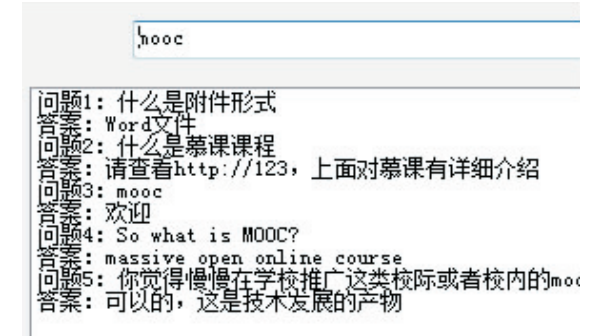 mooc
问题1: 什么是附件形式
答案: Word文件
问题2: 什么是慕课课程
答案: 请查看http://123，上面对慕课有详细介绍
问题3: mooc
答案: 欢迎
问题4: So what is MOOC?
答案: massive open online course
问题5: 你觉得慢慢在学校推广这类校际或者校内的moo
答案: 可以的，这是技术发展的产物